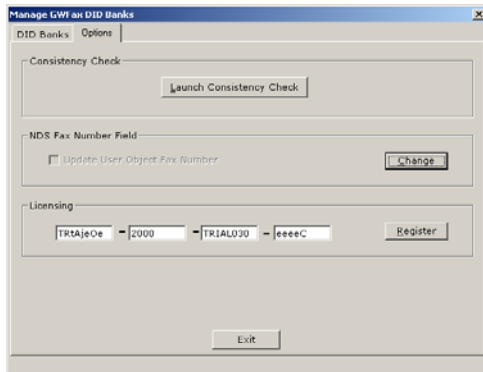 Manage GWFax DID Banks
DID Banks Options
Consistency Check
Launch Consistency Check
NDS Fax Number Field
Update User Object Fax Number
Change
Licensing
TRtAjeOe - 2000 - TRIAL030 - eeeeC
Register
Exit